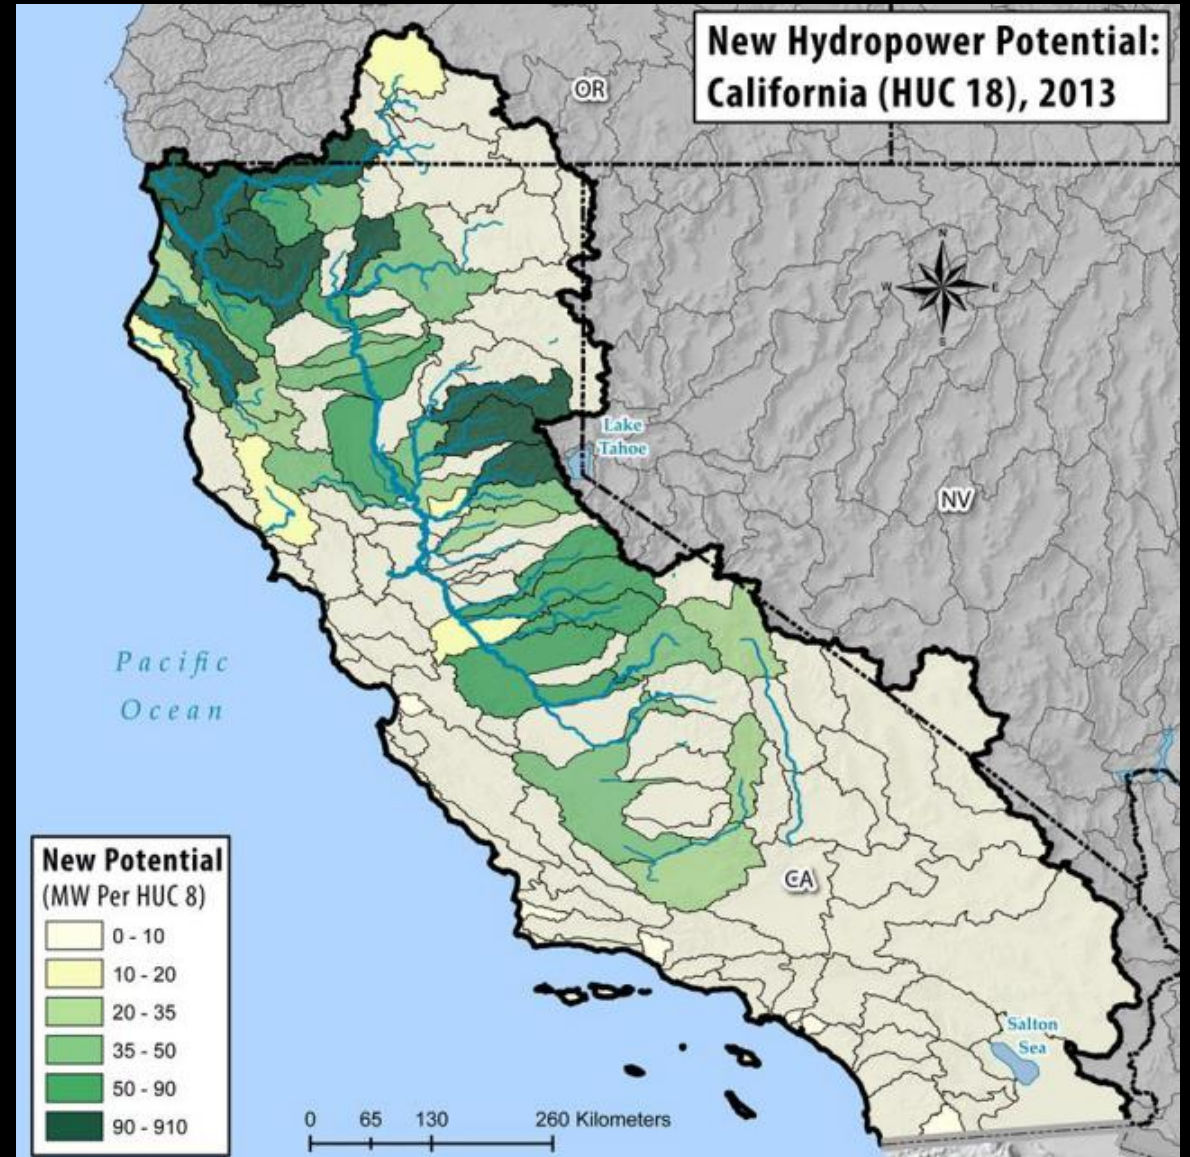 New Hydropower Potential:
California (HUC 18), 2013
OR
N
W
E
S
Lake
Tahoe
NV
Pacific
Ocean
CA
New Potential
(MW Per HUC 8)
0 - 10
10 - 20
20 - 35
35 - 50
50 - 90
90 - 910
Salton
Sea
0 65 130 260 Kilometers